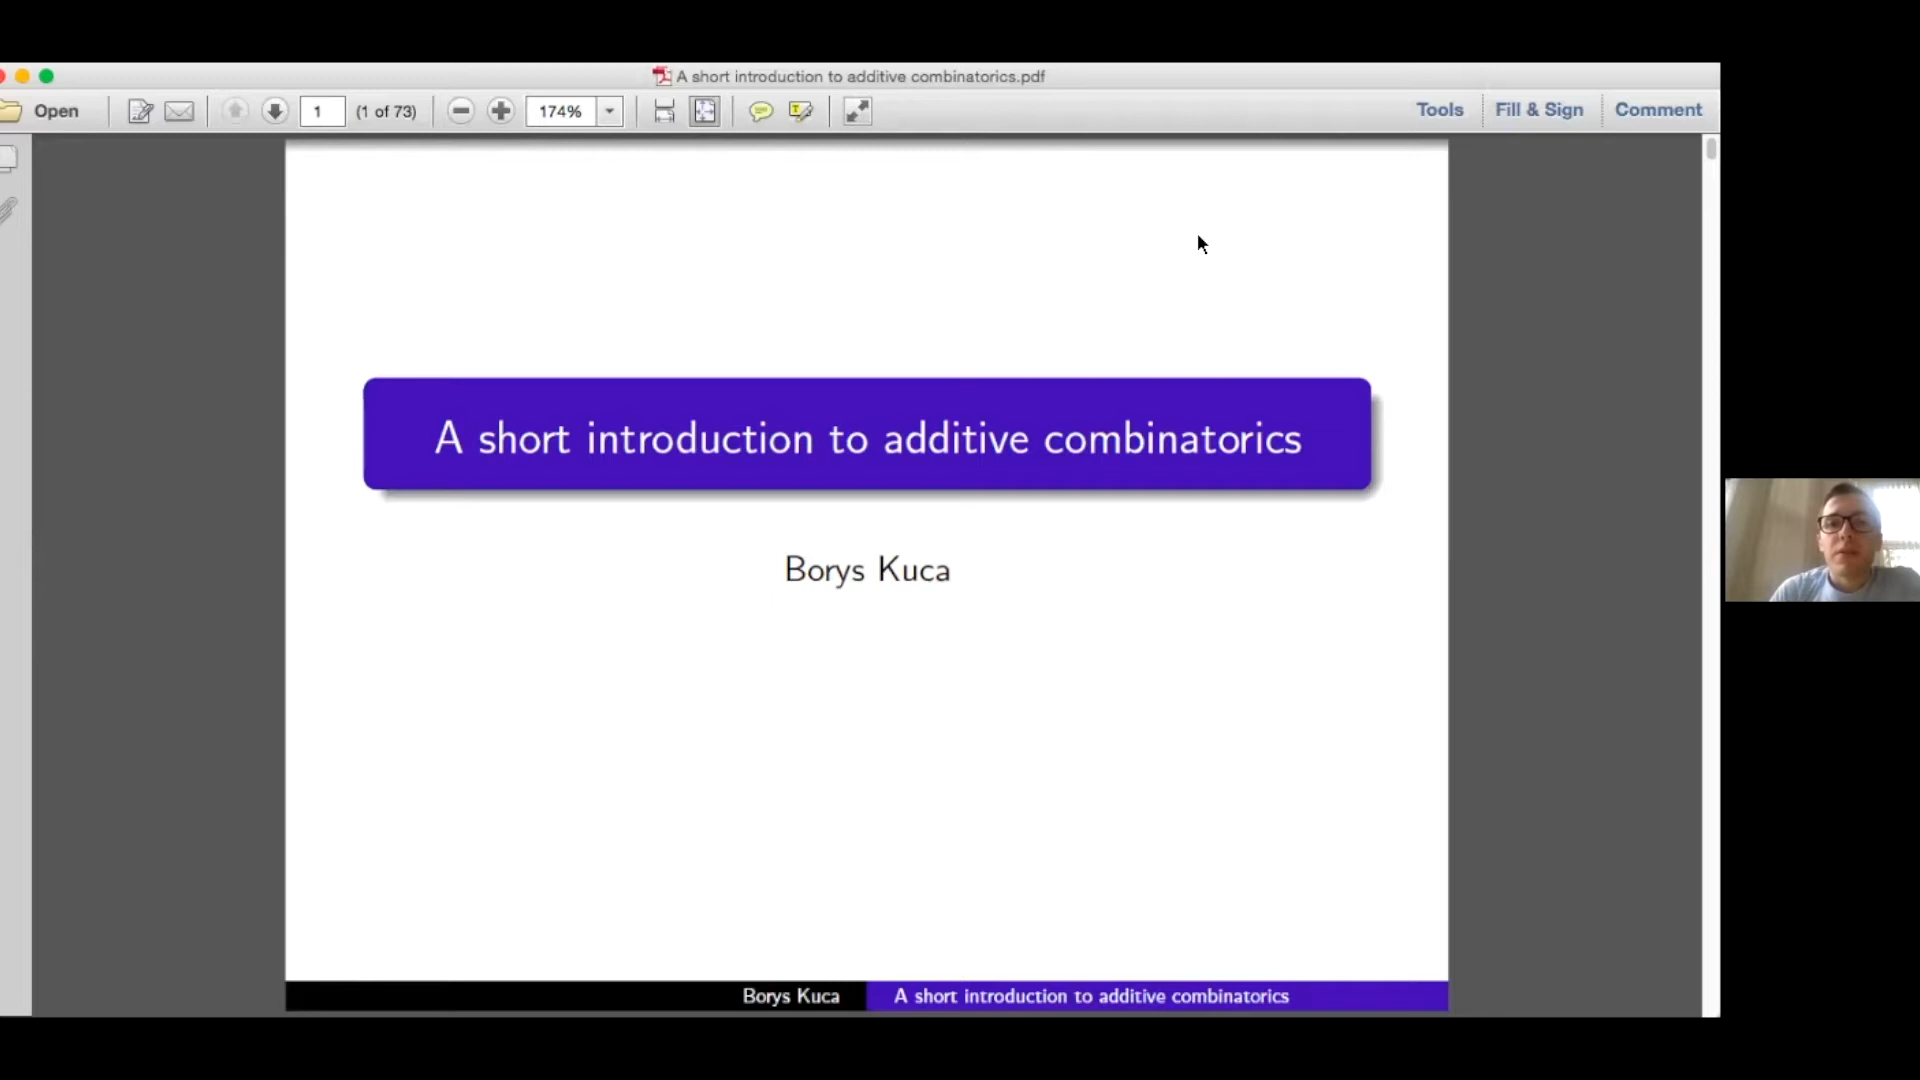 A short introduction to additive combinatorics.pdf
Open
1
(1 of 73)
174%
Tools
Fill & Sign
Comment
A short introduction to additive combinatorics
Borys Kuca
Borys Kuca
A short introduction to additive combinatorics